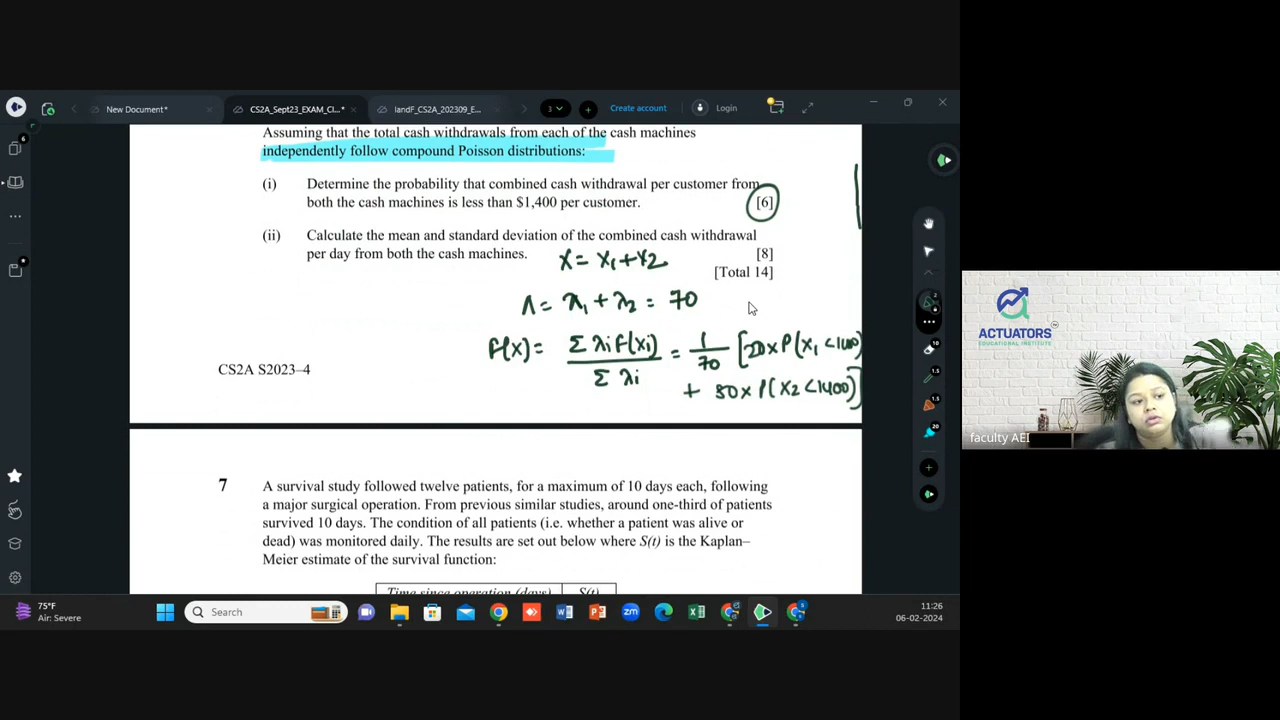 New Document*
CS2A_Sept23_EXAM_Cl...*
IandF_CS2A_202309_E...
3
Create account
Login
Assuming that the total cash withdrawals from each of the cash machines
independently follow compound Poisson distributions:
(i) Determine the probability that combined cash withdrawal per customer from
both the cash machines is less than $1,400 per customer. [6]
(ii) Calculate the mean and standard deviation of the combined cash withdrawal
per day from both the cash machines. [8]
X = X1 + X2
[Total 14]
Λ = λ1 + λ2 = 70
F(x) = Σ λi F(xi) / Σ λi = 1/70 [20 x P(X1 < 1400)
+ 50 x P(X2 < 1400)]
CS2A S2023–4
7 A survival study followed twelve patients, for a maximum of 10 days each, following
a major surgical operation. From previous similar studies, around one-third of patients
survived 10 days. The condition of all patients (i.e. whether a patient was alive or
dead) was monitored daily. The results are set out below where S(t) is the Kaplan–
Meier estimate of the survival function:
Time since operation (days) S(t)
ACTUATORS
EDUCATIONAL INSTITUTE
faculty AEI
75°F
Air: Severe
Search
11:26
06-02-2024